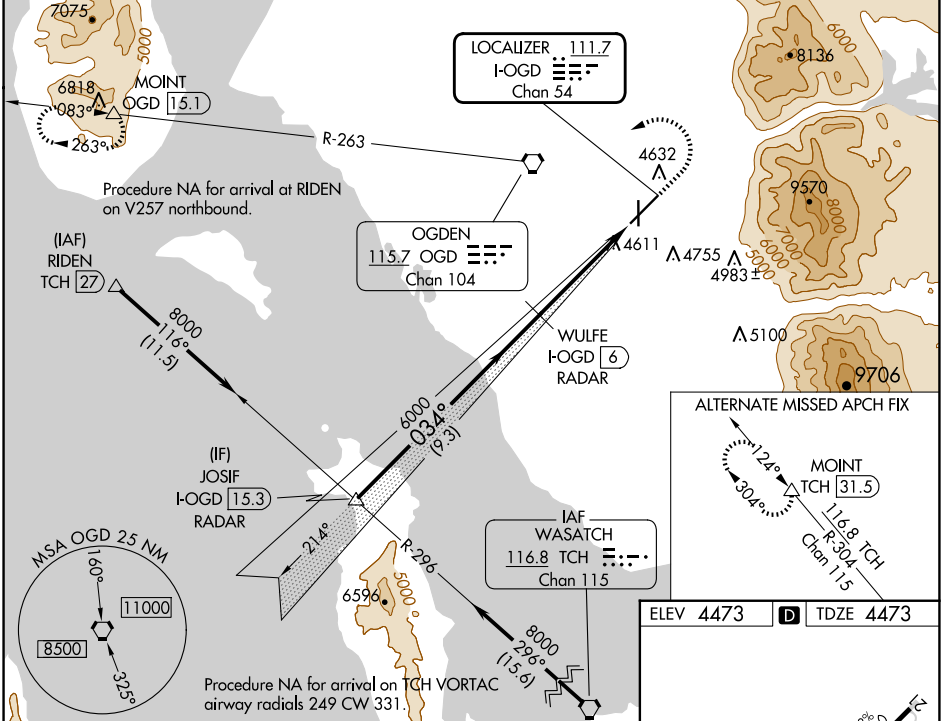 7075
5000
6818
083°
263°
MOINT
OGD 15.1
R-263
LOCALIZER 111.7
I-OGD
Chan 54
8136
6000
4632
9570
8000
6000
5000
4611
4755
4983 ±
5100
9706
Procedure NA for arrival at RIDEN
on V257 northbound.
OGDEN
115.7 OGD
Chan 104
(IAF)
RIDEN
TCH 27
8000
116°
(11.5)
WULFE
I-OGD 6
RADAR
6000
034°
(9.3)
(IF)
JOSIF
I-OGD 15.3
RADAR
214°
R-296
5000
6596
IAF
WASATCH
116.8 TCH
Chan 115
8000
296°
(15.6)
ALTERNATE MISSED APCH FIX
124°
304°
MOINT
TCH 31.5
116.8 TCH
R-304
Chan 115
MSA OGD 25 NM
160°
11000
8500
325°
Procedure NA for arrival on TCH VORTAC
airway radials 249 CW 331.
ELEV 4473
D
TDZE 4473
21